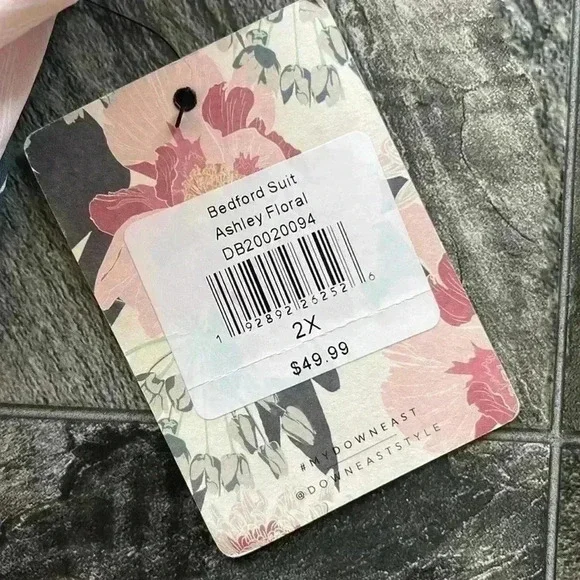 Bedford Suit
Ashley Floral
DB20020094
1 92892 26252 6
2X
$49.99
#MYDOWNEAST
@DOWNEASTSTYLE